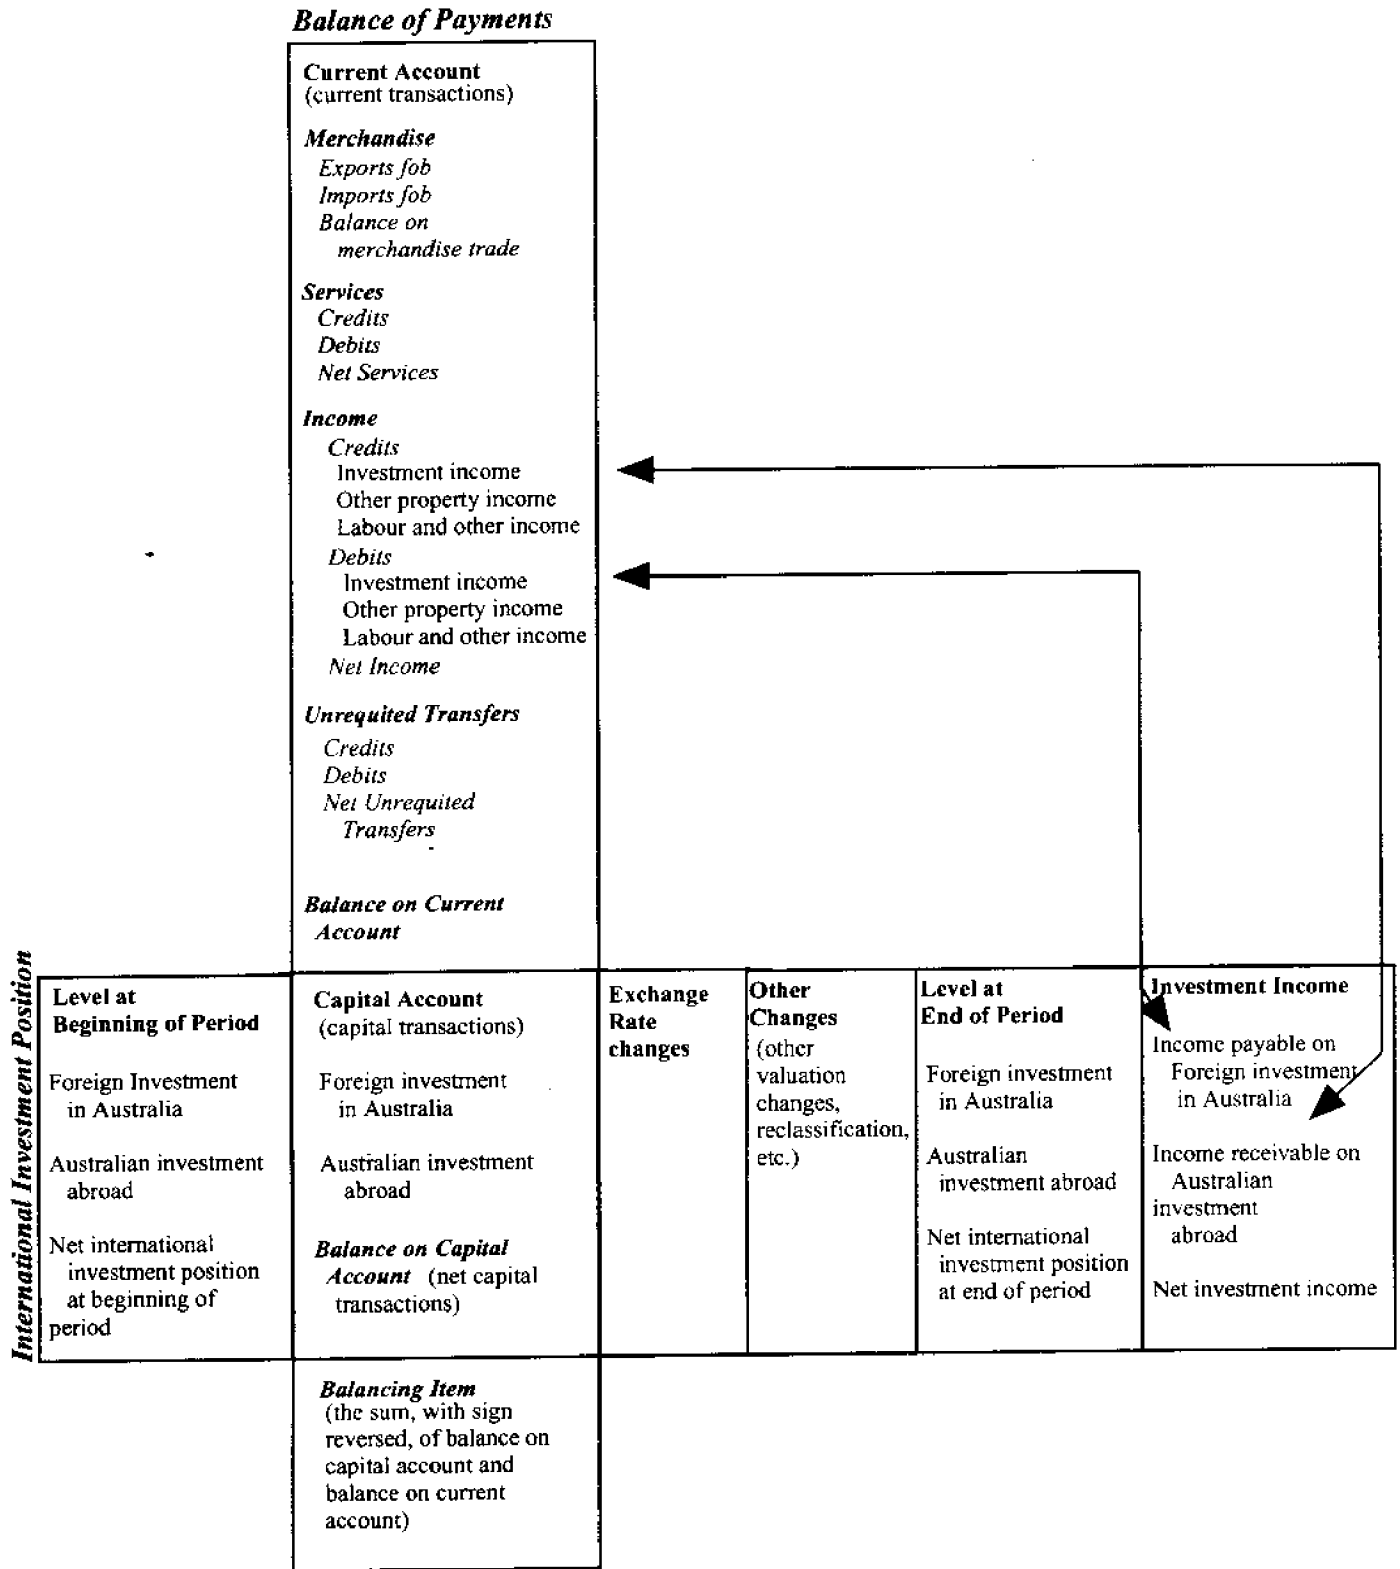 Balance of Payments
Current Account
(current transactions)
Merchandise
Exports fob
Imports fob
Balance on
merchandise trade
Services
Credits
Debits
Net Services
Income
Credits
Investment income
Other property income
Labour and other income
Debits
Investment income
Other property income
Labour and other income
Net Income
Unrequited Transfers
Credits
Debits
Net Unrequited
Transfers
Balance on Current
Account
International Investment Position
Level at
Beginning of Period
Foreign Investment
in Australia
Australian investment
abroad
Net international
investment position
at beginning of
period
Capital Account
(capital transactions)
Foreign investment
in Australia
Australian investment
abroad
Balance on Capital
Account (net capital
transactions)
Exchange
Rate
changes
Other
Changes
(other
valuation
changes,
reclassification,
etc.)
Level at
End of Period
Foreign investment
in Australia
Australian
investment abroad
Net international
investment position
at end of period
Investment Income
Income payable on
Foreign investment
in Australia
Income receivable on
Australian
investment
abroad
Net investment income
Balancing Item
(the sum, with sign
reversed, of balance on
capital account and
balance on current
account)